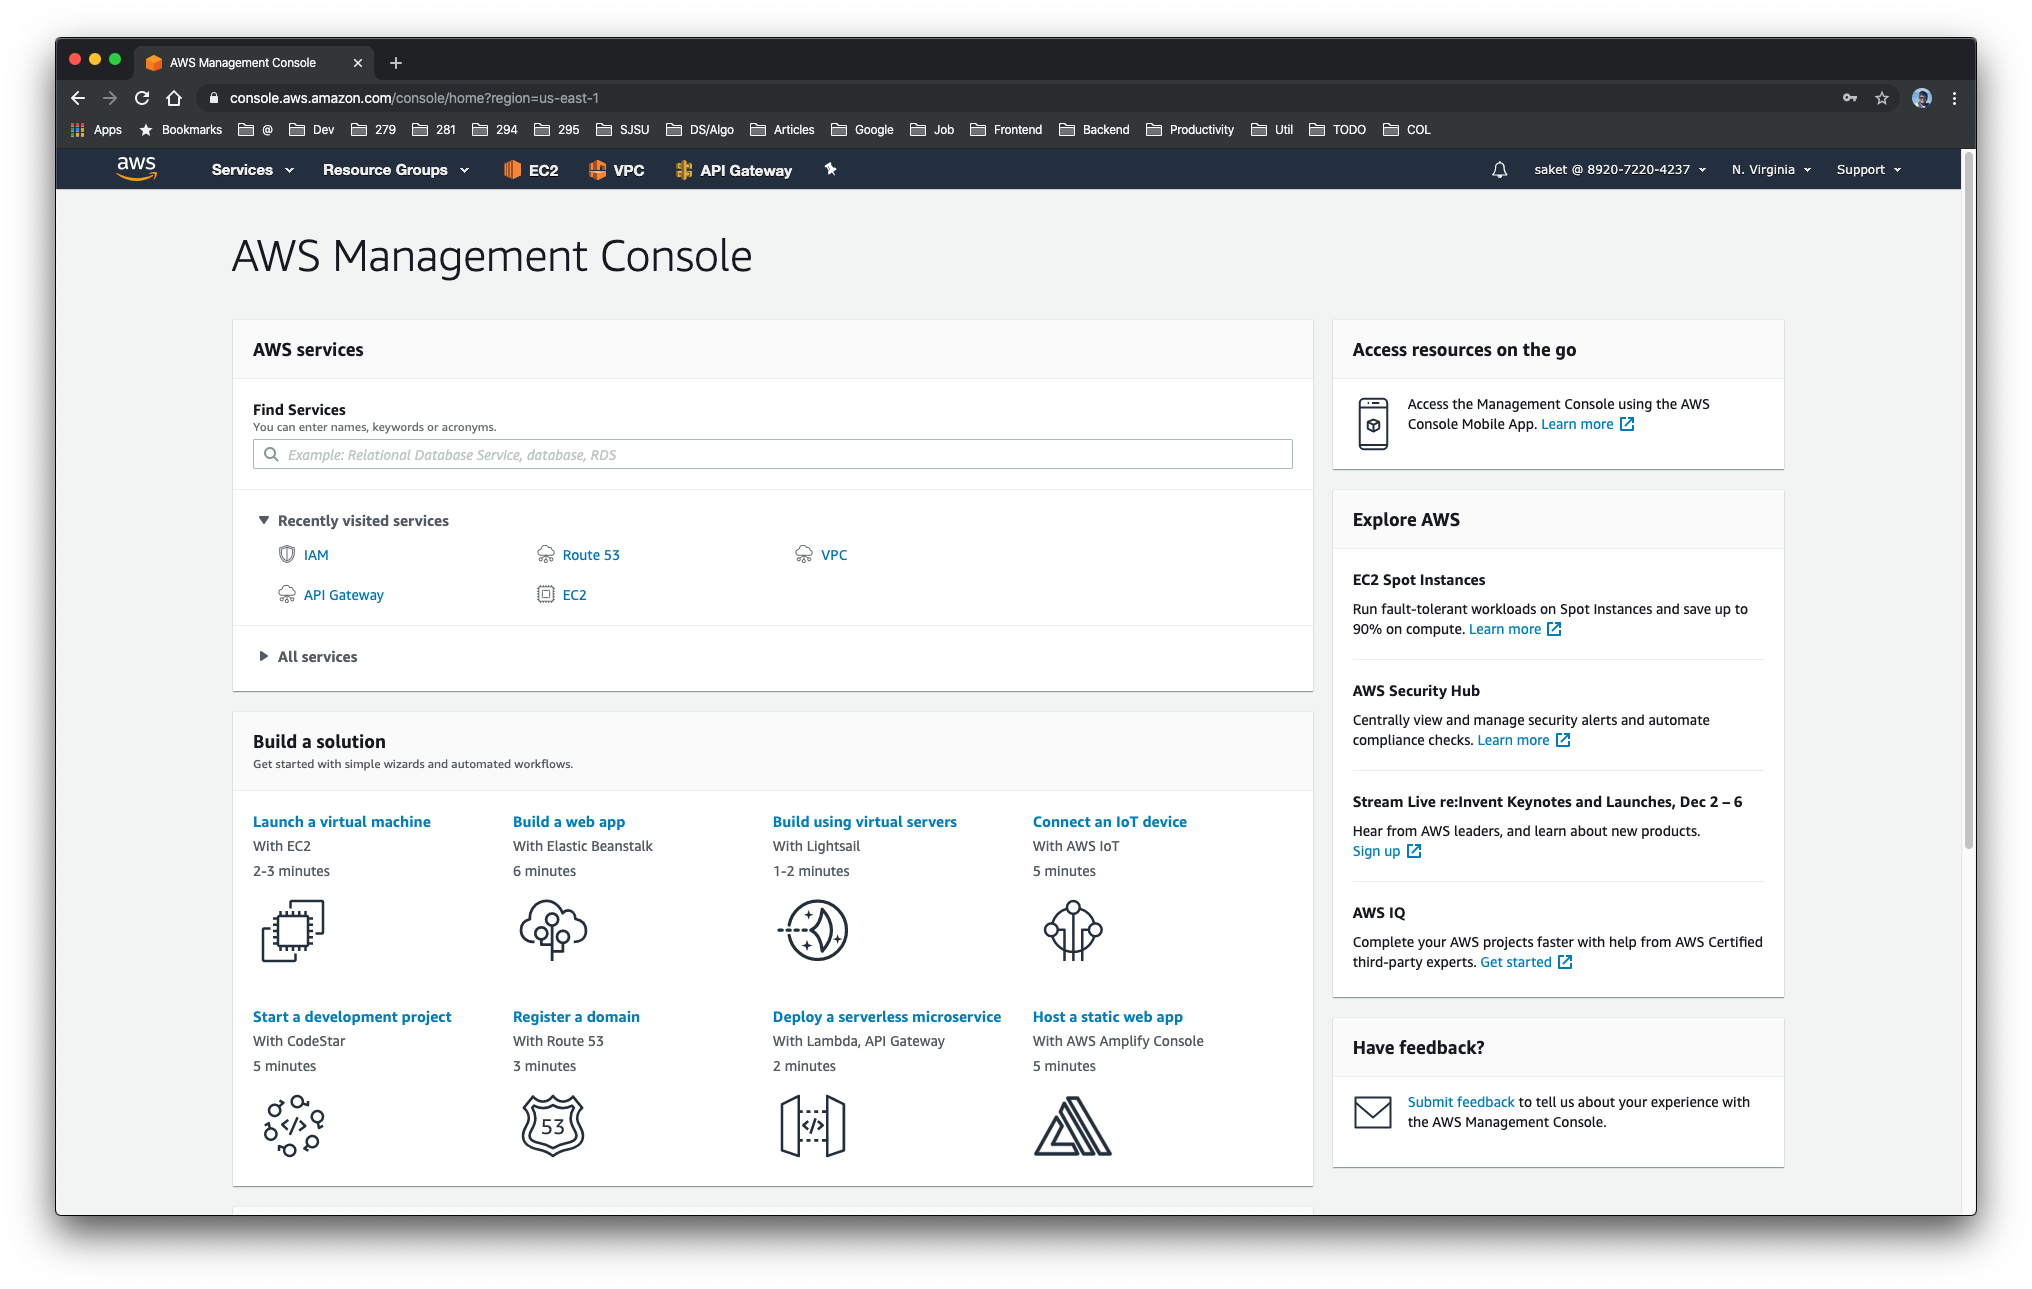 AWS Management Console
console.aws.amazon.com/console/home?region=us-east-1
Apps Bookmarks @ Dev 279 281 294 295 SJSU DS/Algo Articles Google Job Frontend Backend Productivity Util TODO COL
aws Services Resource Groups EC2 VPC API Gateway saket @ 8920-7220-4237 N. Virginia Support
AWS Management Console
AWS services
Find Services
You can enter names, keywords or acronyms.
Example: Relational Database Service, database, RDS
Recently visited services
IAM Route 53 VPC
API Gateway EC2
All services
Build a solution
Get started with simple wizards and automated workflows.
Launch a virtual machine
With EC2
2-3 minutes
Build a web app
With Elastic Beanstalk
6 minutes
Build using virtual servers
With Lightsail
1-2 minutes
Connect an IoT device
With AWS IoT
5 minutes
Start a development project
With CodeStar
5 minutes
</>
Register a domain
With Route 53
3 minutes
53
Deploy a serverless microservice
With Lambda, API Gateway
2 minutes
</>
Host a static web app
With AWS Amplify Console
5 minutes
Access resources on the go
Access the Management Console using the AWS
Console Mobile App. Learn more
Explore AWS
EC2 Spot Instances
Run fault-tolerant workloads on Spot Instances and save up to
90% on compute. Learn more
AWS Security Hub
Centrally view and manage security alerts and automate
compliance checks. Learn more
Stream Live re:Invent Keynotes and Launches, Dec 2 – 6
Hear from AWS leaders, and learn about new products.
Sign up
AWS IQ
Complete your AWS projects faster with help from AWS Certified
third-party experts. Get started
Have feedback?
Submit feedback to tell us about your experience with
the AWS Management Console.